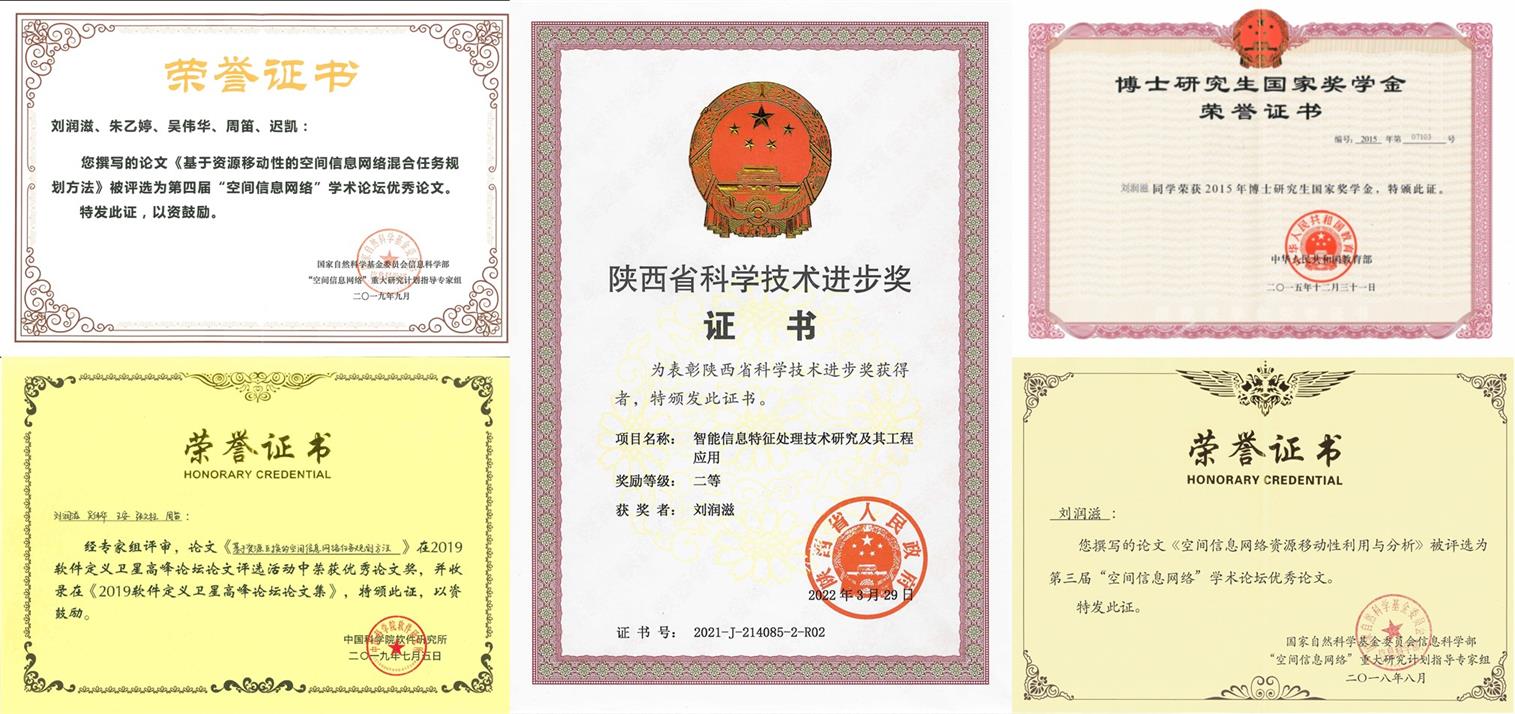 荣誉证书
刘润滋、朱乙婷、吴伟华、周笛、迟凯：
您撰写的论文《基于资源移动性的空间信息网络混合任务规
划方法》被评选为第四届“空间信息网络”学术论坛优秀论文。
特发此证，以资鼓励。
国家自然科学基金委员会信息科学部
“空间信息网络”重大研究计划指导专家组
二〇一九年九月
荣誉证书
HONORARY CREDENTIAL
刘润滋 吴伟华 周笛：
经专家组评审，论文《基于资源的空间信息网络任务规划方法》在2019
软件定义卫星高峰论坛论文评选活动中荣获优秀论文奖，并收
录在《2019软件定义卫星高峰论坛论文集》，特颁此证，以资
鼓励。
中国科学院软件研究所
二〇一九年七月五日
陕西省科学技术进步奖
证 书
为表彰陕西省科学技术进步奖获得
者，特颁发此证书。
项目名称： 智能信息特征处理技术研究及其工程
应用
奖励等级： 二等
获 奖 者： 刘润滋
陕西省人民政府
2022年3月29日
证 书 号： 2021-J-214085-2-R02
博士研究生国家奖学金
荣誉证书
编号： 2015 年第 07103 号
刘润滋 同学荣获2015年博士研究生国家奖学金，特颁此证。
中华人民共和国教育部
中华人民共和国教育部
二〇一五年十二月三十一日
荣誉证书
HONORARY CREDENTIAL
刘润滋 ：
您撰写的论文《空间信息网络资源移动性利用与分析》被评选为
第三届“空间信息网络”学术论坛优秀论文。
特发此证。
国家自然科学基金委员会信息科学部
“空间信息网络”重大研究计划指导专家组
二〇一八年八月